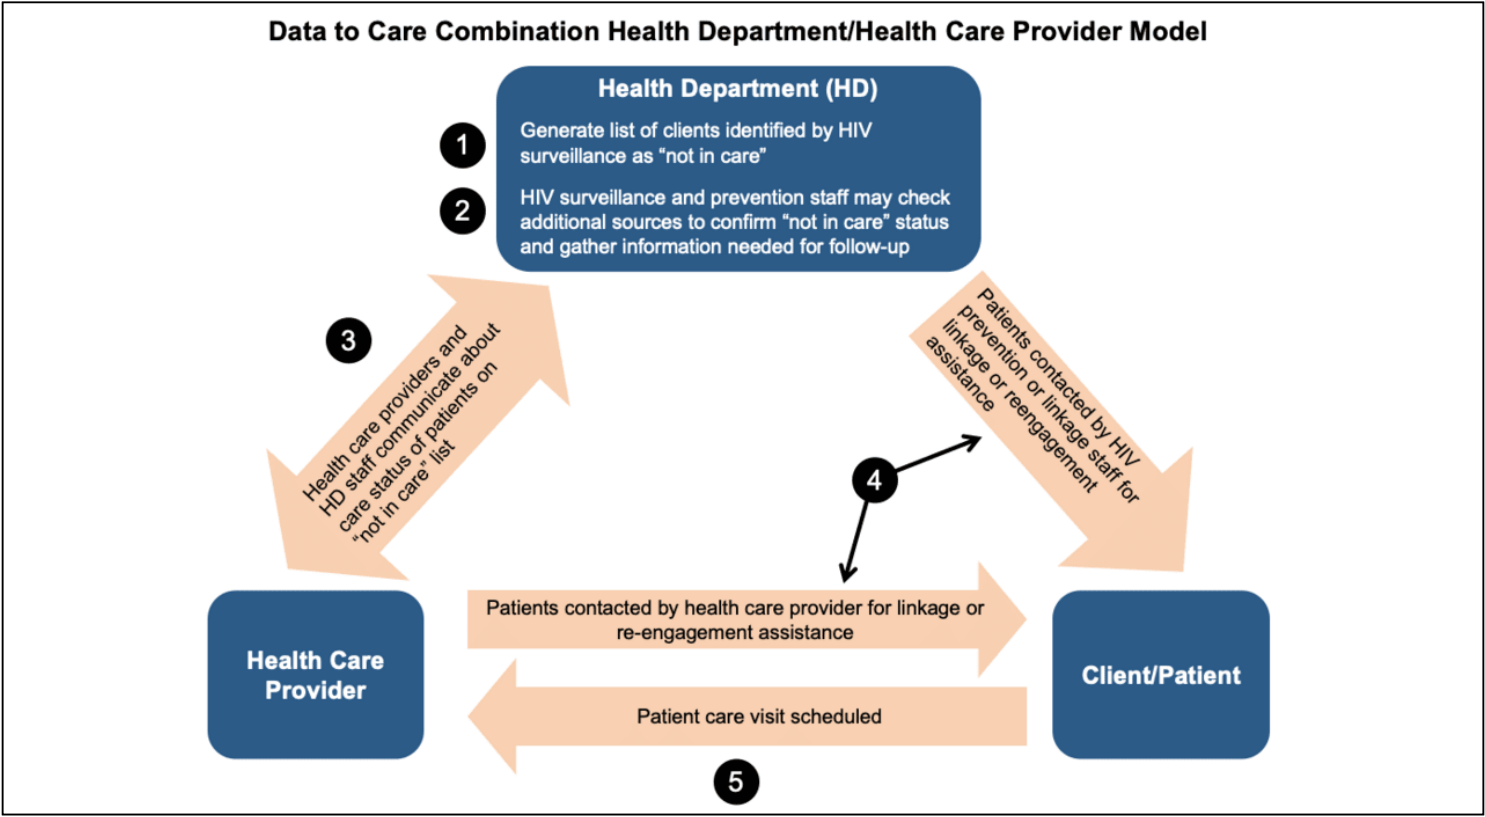 Data to Care Combination Health Department/Health Care Provider Model
Health Department (HD)
1
Generate list of clients identified by HIV
surveillance as “not in care”
2
HIV surveillance and prevention staff may check
additional sources to confirm “not in care” status
and gather information needed for follow-up
3
Health care providers and
HD staff communicate about
care status of patients on
“not in care” list
Patients contacted by HIV
prevention or linkage staff for
linkage or reengagement
assistance
4
Patients contacted by health care provider for linkage or
re-engagement assistance
Health Care
Provider
Client/Patient
Patient care visit scheduled
5